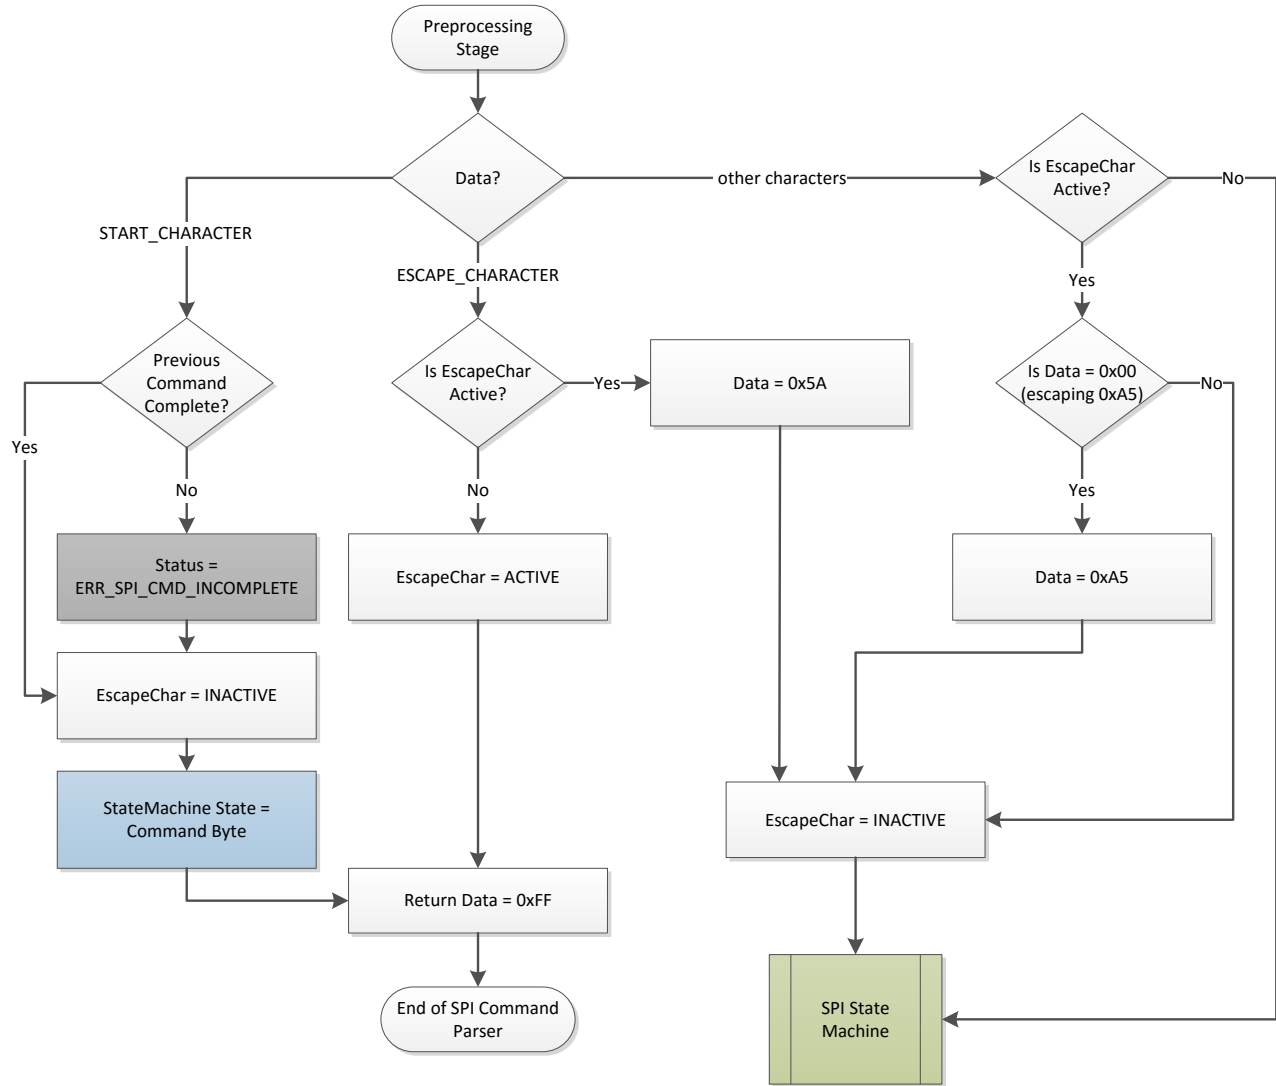 Preprocessing
Stage
Data?
other characters
Is EscapeChar
Active?
No
START_CHARACTER
ESCAPE_CHARACTER
Yes
Previous
Command
Complete?
Is EscapeChar
Active?
Yes
Data = 0x5A
Is Data = 0x00
(escaping 0xA5)
No
Yes
No
No
Yes
Status =
ERR_SPI_CMD_INCOMPLETE
EscapeChar = ACTIVE
Data = 0xA5
EscapeChar = INACTIVE
StateMachine State =
Command Byte
EscapeChar = INACTIVE
Return Data = 0xFF
End of SPI Command
Parser
SPI State
Machine